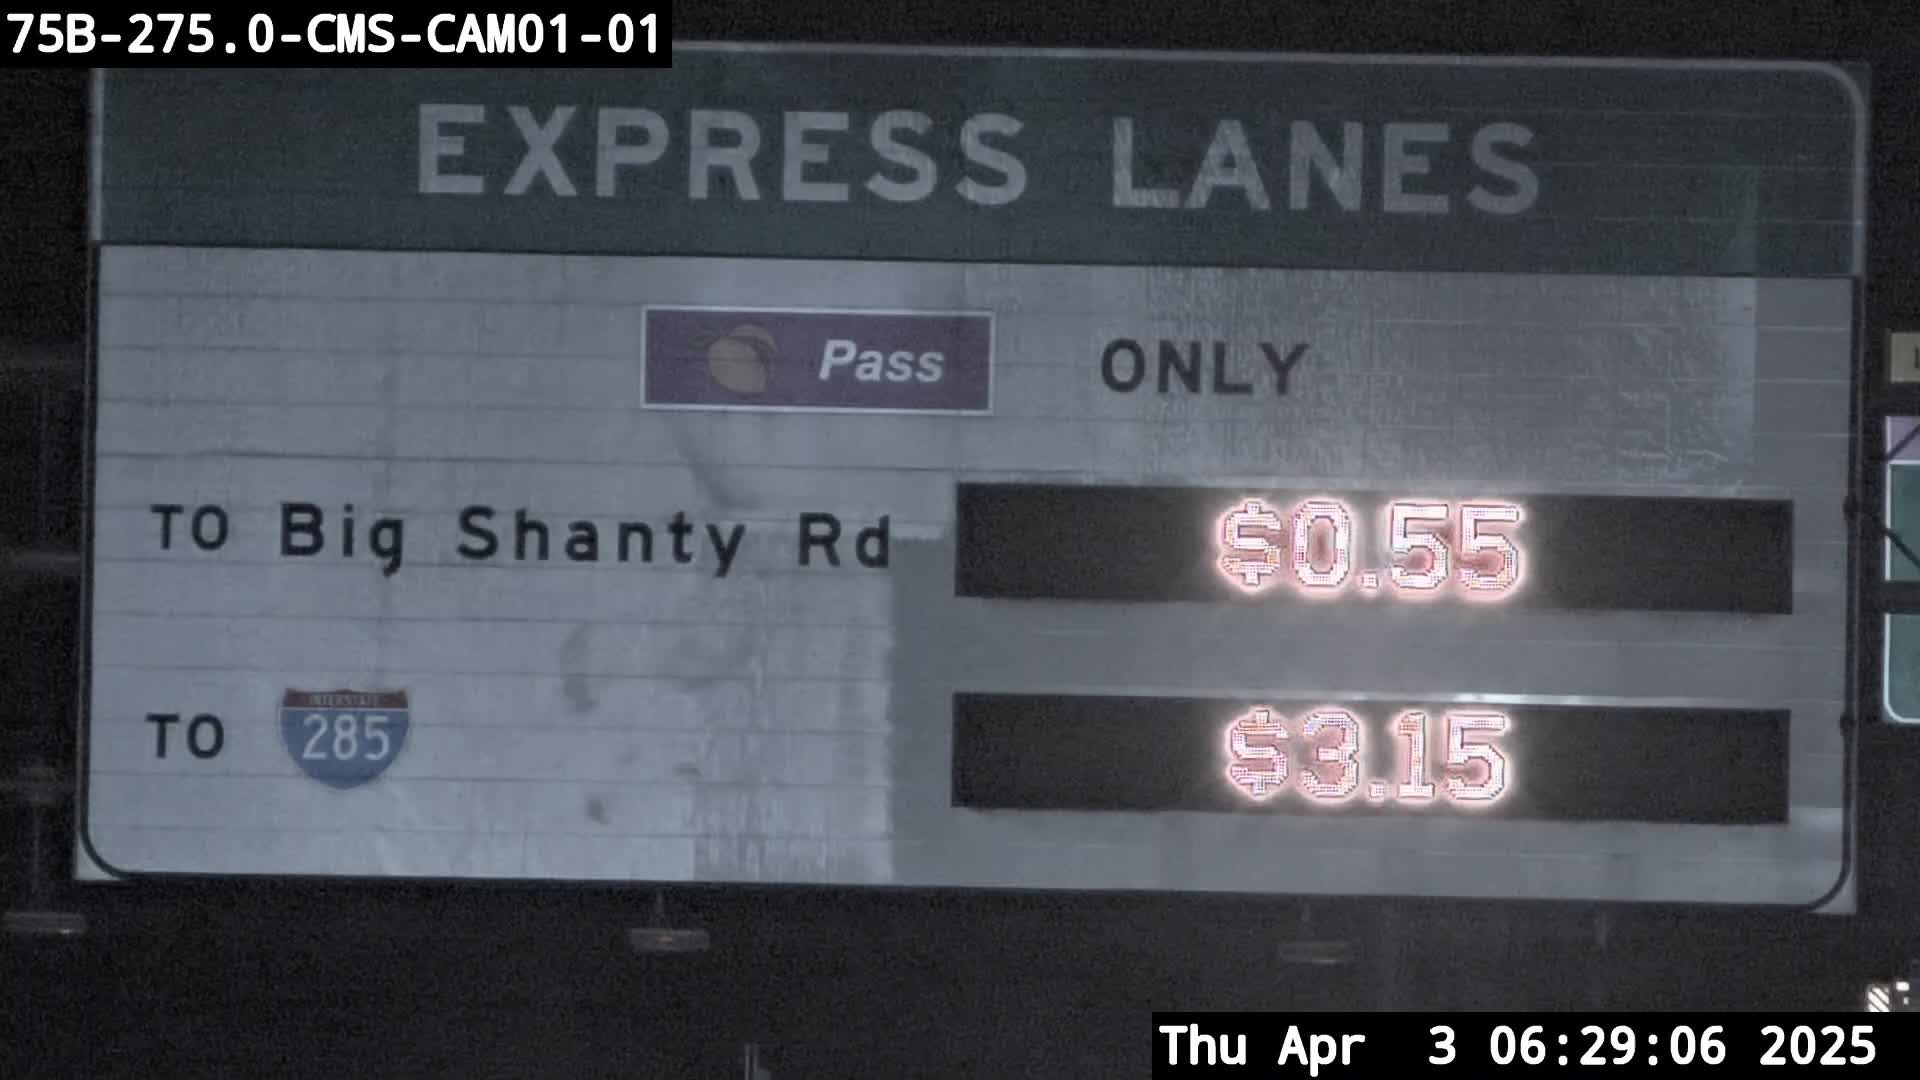 75B-275.0-CMS-CAM01-01
EXPRESS LANES
Pass ONLY
TO Big Shanty Rd $0.55
TO INTERSTATE 285 $3.15
Thu Apr 3 06:29:06 2025